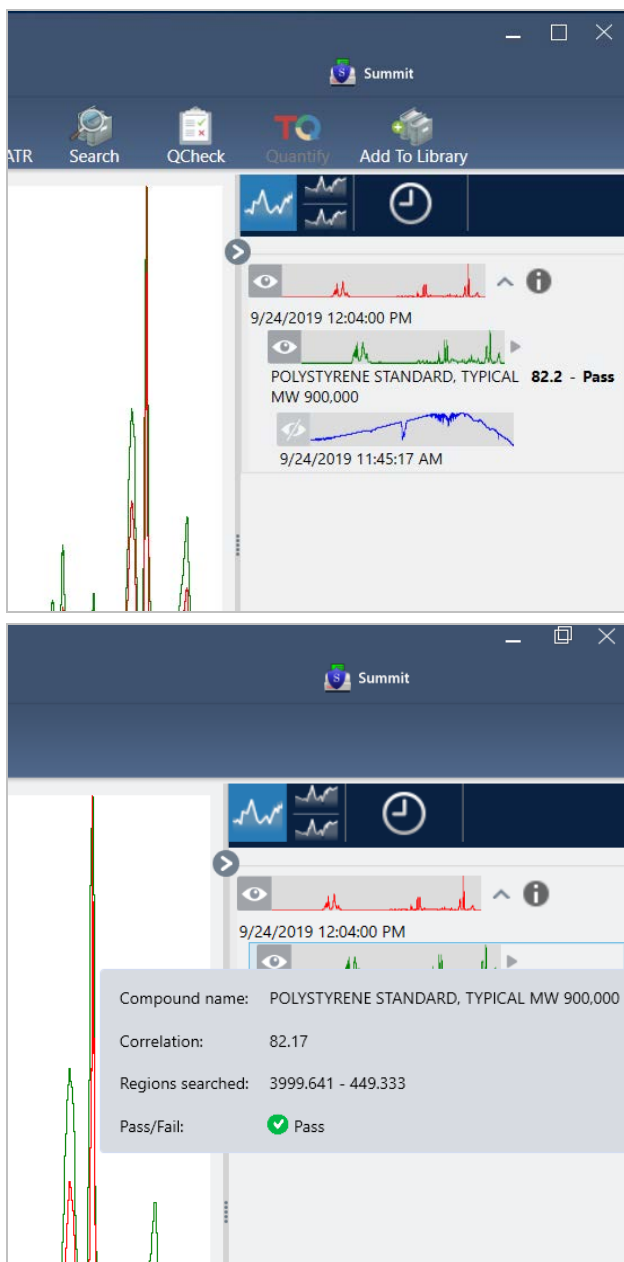 Summit
ATR Search QCheck TQ Quantify Add To Library
9/24/2019 12:04:00 PM
POLYSTYRENE STANDARD, TYPICAL 82.2 - Pass
MW 900,000
9/24/2019 11:45:17 AM
Summit
9/24/2019 12:04:00 PM
Compound name: POLYSTYRENE STANDARD, TYPICAL MW 900,000
Correlation: 82.17
Regions searched: 3999.641 - 449.333
Pass/Fail: Pass